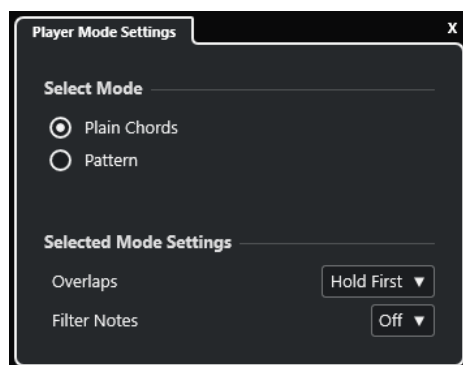 Player Mode Settings X
Select Mode
Plain Chords
Pattern
Selected Mode Settings
Overlaps Hold First
Filter Notes Off